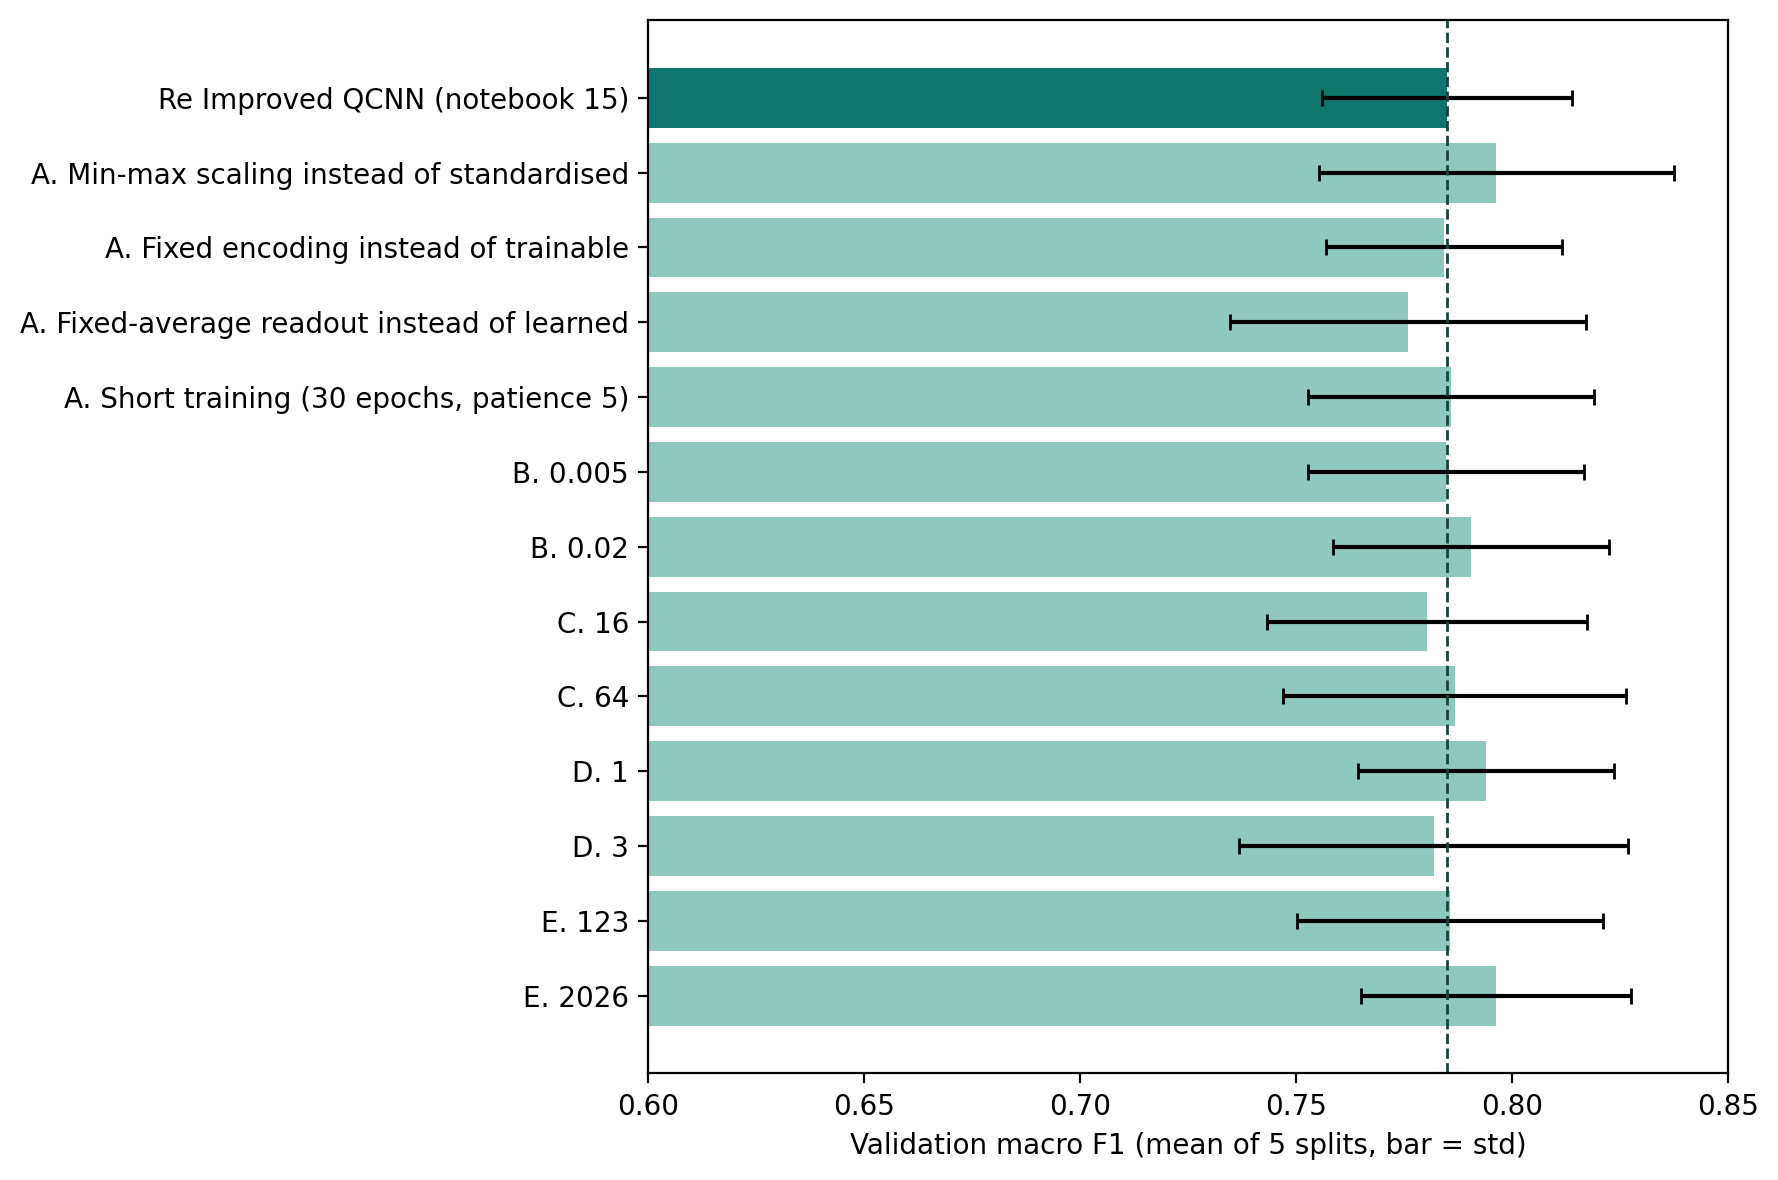 Re Improved QCNN (notebook 15)
A. Min-max scaling instead of standardised
A. Fixed encoding instead of trainable
A. Fixed-average readout instead of learned
A. Short training (30 epochs, patience 5)
B. 0.005
B. 0.02
C. 16
C. 64
D. 1
D. 3
E. 123
E. 2026
0.60 0.65 0.70 0.75 0.80 0.85
Validation macro F1 (mean of 5 splits, bar = std)